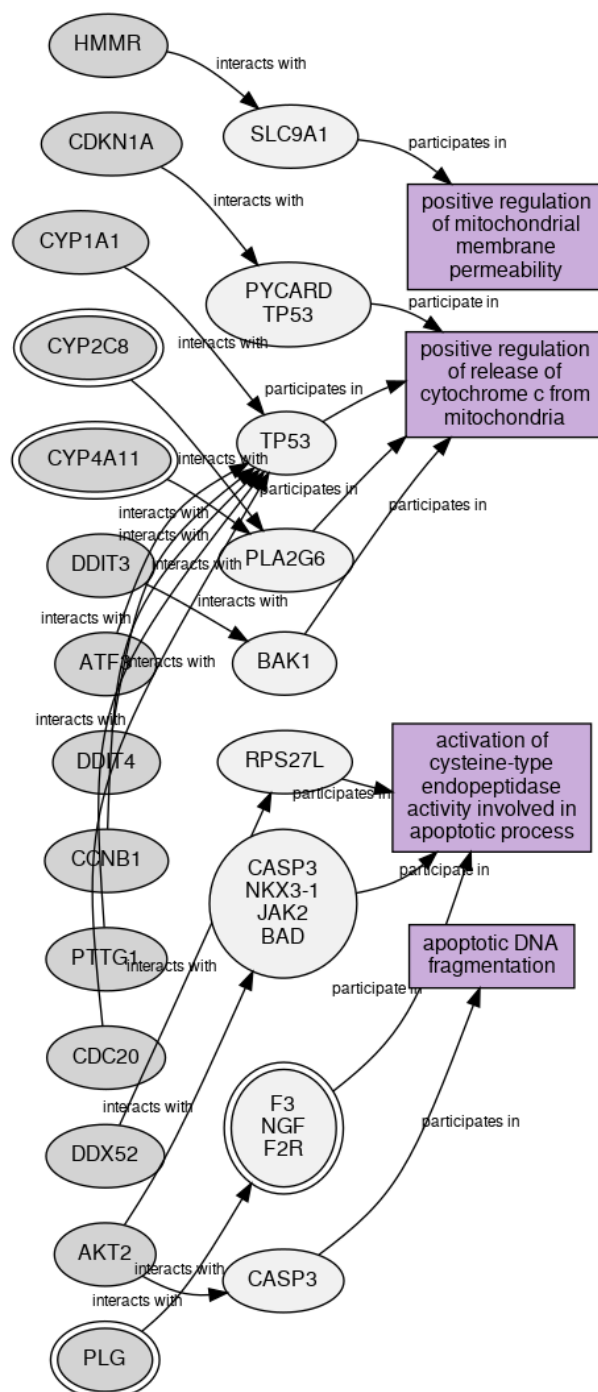 HMMR
interacts with
SLC9A1
CDKN1A
participates in
interacts with
positive regulation
of mitochondrial
membrane
permeability
CYP1A1
PYCARD
TP53
participate in
CYP2C8
interacts with
positive regulation
of release of
cytochrome c from
mitochondria
participates in
TP53
CYP4A11
interacts with
participates in
interacts with
participates in
interacts with
DDIT3
PLA2G6
interacts with
interacts with
interacts with
ATF3
interacts with
BAK1
interacts with
DDIT4
RPS27L
activation of
cysteine-type
endopeptidase
activity involved in
apoptotic process
participates in
CCNB1
CASP3
NKX3-1
JAK2
BAD
participate in
PTTG1
interacts with
apoptotic DNA
fragmentation
participate in
CDC20
interacts with
F3
NGF
F2R
participates in
DDX52
AKT2
interacts with
CASP3
interacts with
PLG